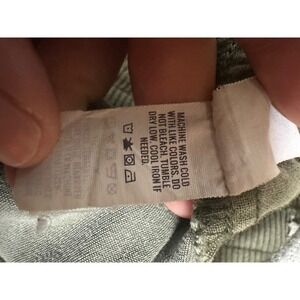 MACHINE WASH COLD
WITH LIKE COLORS. DO
NOT BLEACH. TUMBLE
DRY LOW. COOL IRON IF
NEEDED.